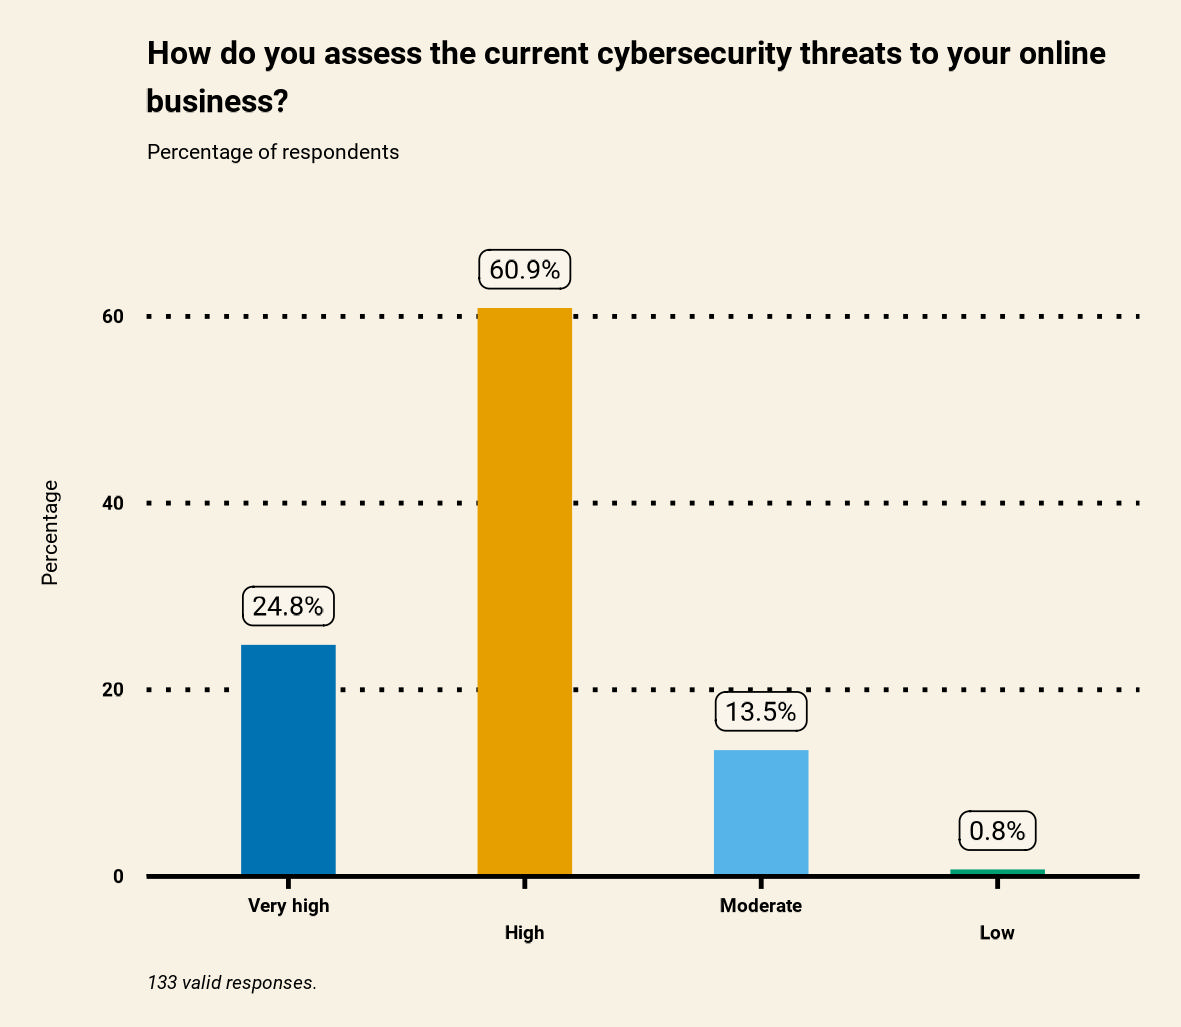 How do you assess the current cybersecurity threats to your online
business?
Percentage of respondents
60.9%
60
40
Percentage
24.8%
20
13.5%
0.8%
0
Very high
Moderate
High
Low
133 valid responses.